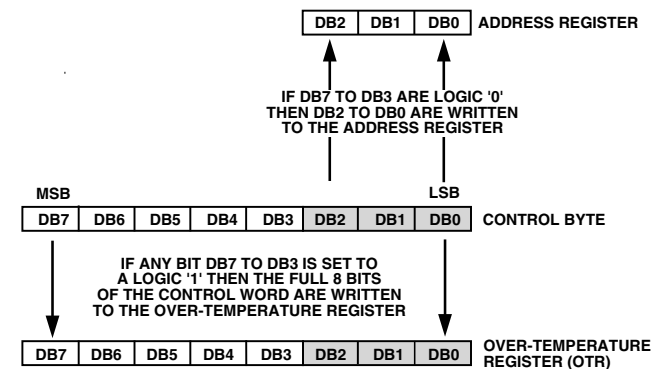 DB2 DB1 DB0 ADDRESS REGISTER
IF DB7 TO DB3 ARE LOGIC '0'
THEN DB2 TO DB0 ARE WRITTEN
TO THE ADDRESS REGISTER
MSB LSB
DB7 DB6 DB5 DB4 DB3 DB2 DB1 DB0 CONTROL BYTE
IF ANY BIT DB7 TO DB3 IS SET TO
A LOGIC '1' THEN THE FULL 8 BITS
OF THE CONTROL WORD ARE WRITTEN
TO THE OVER-TEMPERATURE REGISTER
DB7 DB6 DB5 DB4 DB3 DB2 DB1 DB0 OVER-TEMPERATURE
REGISTER (OTR)